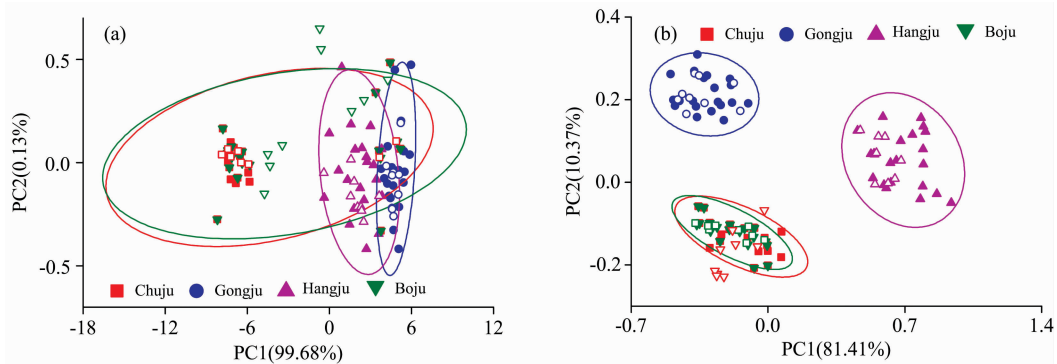 (a)
PC2(0.13%)
0.5
0.0
-0.5
Chuju Gongju Hangju Boju
-18 -12 -6 0 6 12
PC1(99.68%)
(b)
Chuju Gongju Hangju Boju
PC2(10.37%)
0.4
0.2
0.0
-0.2
-0.7 0.0 0.7 1.4
PC1(81.41%)